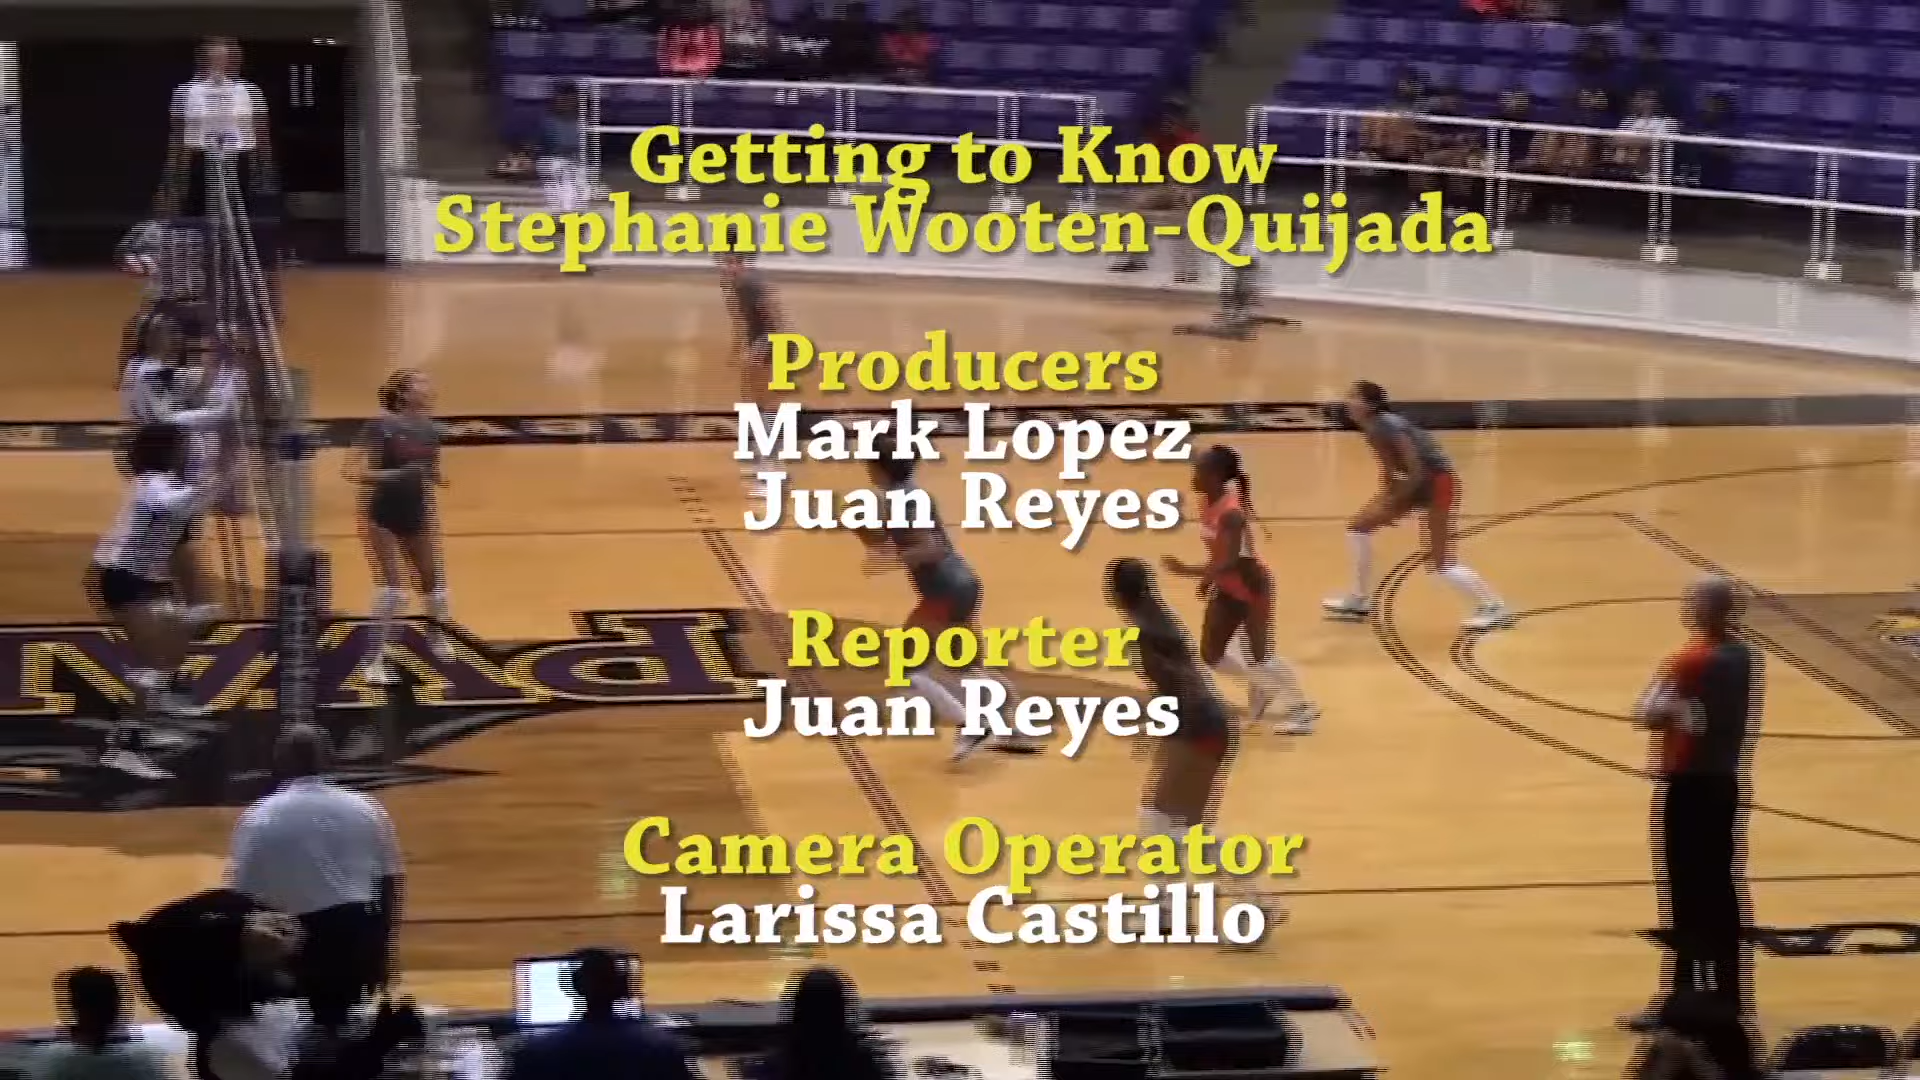 Getting to Know
Stephanie Wooten-Quijada
Producers
Mark Lopez
Juan Reyes
Reporter
Juan Reyes
Camera Operator
Larissa Castillo